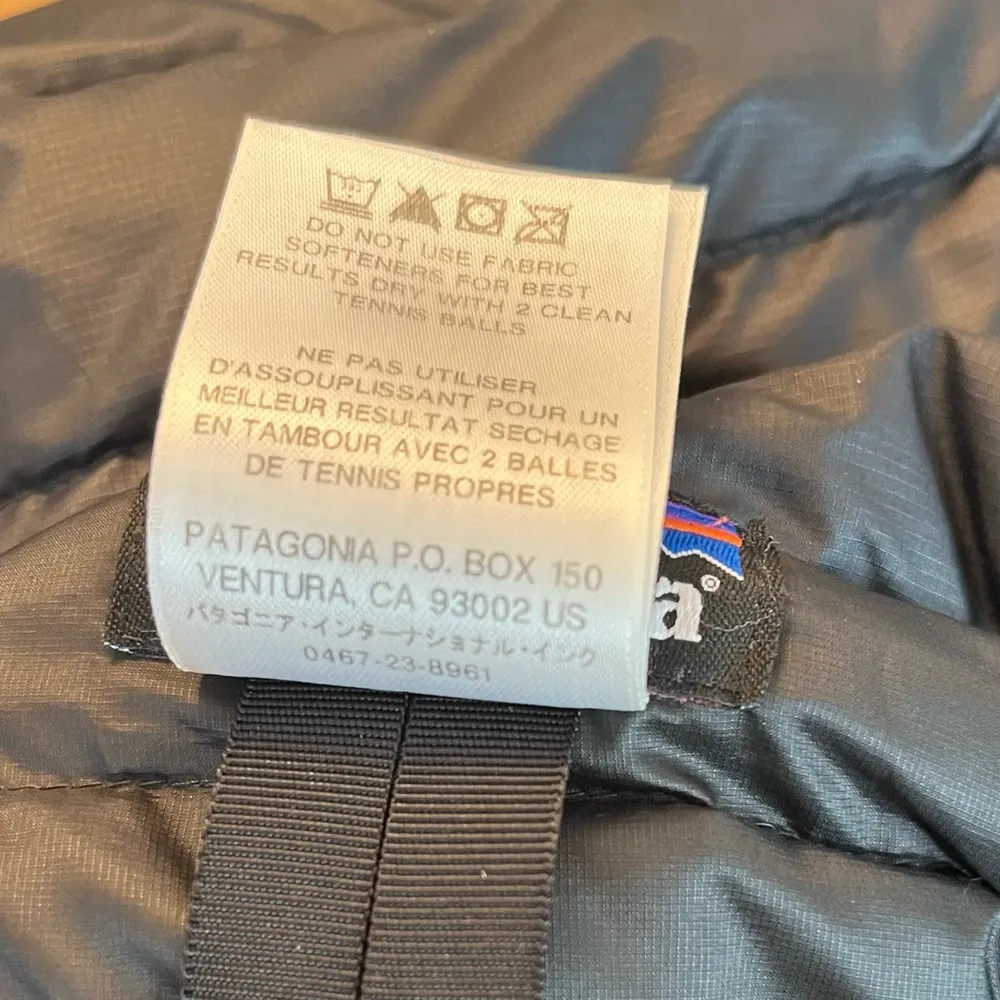 DO NOT USE FABRIC
SOFTENERS FOR BEST
RESULTS DRY WITH 2 CLEAN
TENNIS BALLS
NE PAS UTILISER
D'ASSOUPLISSANT POUR UN
MEILLEUR RESULTAT SECHAGE
EN TAMBOUR AVEC 2 BALLES
DE TENNIS PROPRES
PATAGONIA P.O. BOX 150
VENTURA, CA 93002 US
パタゴニア・インターナショナル・インク
0467-23-8961
a®